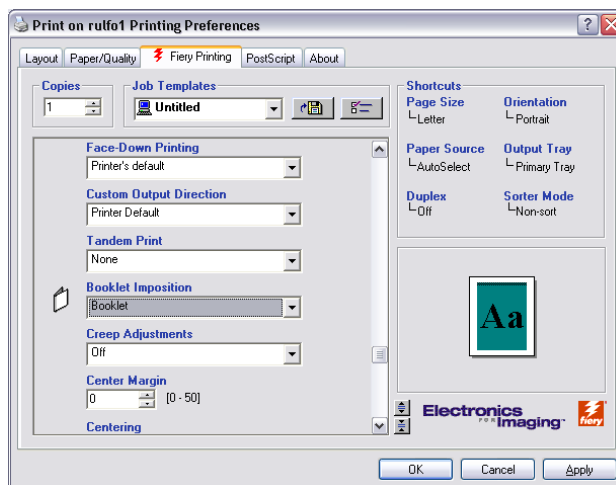 Print on rulfo1 Printing Preferences
Layout Paper/Quality Fiery Printing PostScript About
Copies
1
Job Templates
Untitled
Face-Down Printing
Printer's default
Custom Output Direction
Printer Default
Tandem Print
None
Booklet Imposition
Booklet
Creep Adjustments
Off
Center Margin
0 [0 - 50]
Centering
Shortcuts
Page Size Orientation
Letter Portrait
Paper Source Output Tray
AutoSelect Primary Tray
Duplex Sorter Mode
Off Non-sort
Aa
Electronics
FOR Imaging™
fiery
OK Cancel Apply